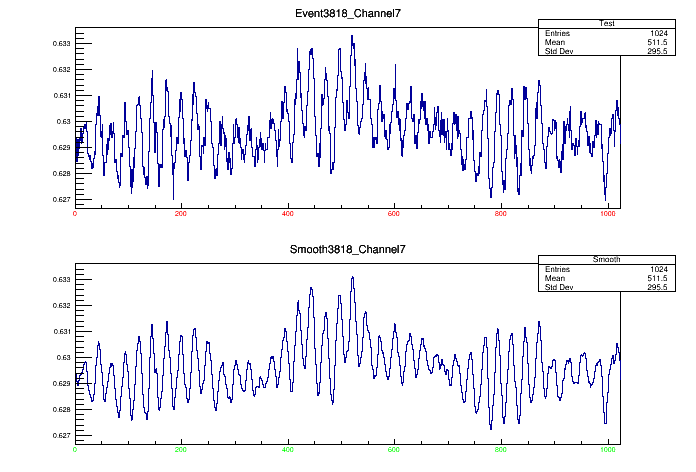 Event3818_Channel7
Test
Entries 1024
Mean 511.5
Std Dev 295.5
0.633
0.632
0.631
0.63
0.629
0.628
0.627
0 200 400 600 800 1000
Smooth3818_Channel7
Smooth
Entries 1024
Mean 511.5
Std Dev 295.5
0.633
0.632
0.631
0.63
0.629
0.628
0.627
0 200 400 600 800 1000